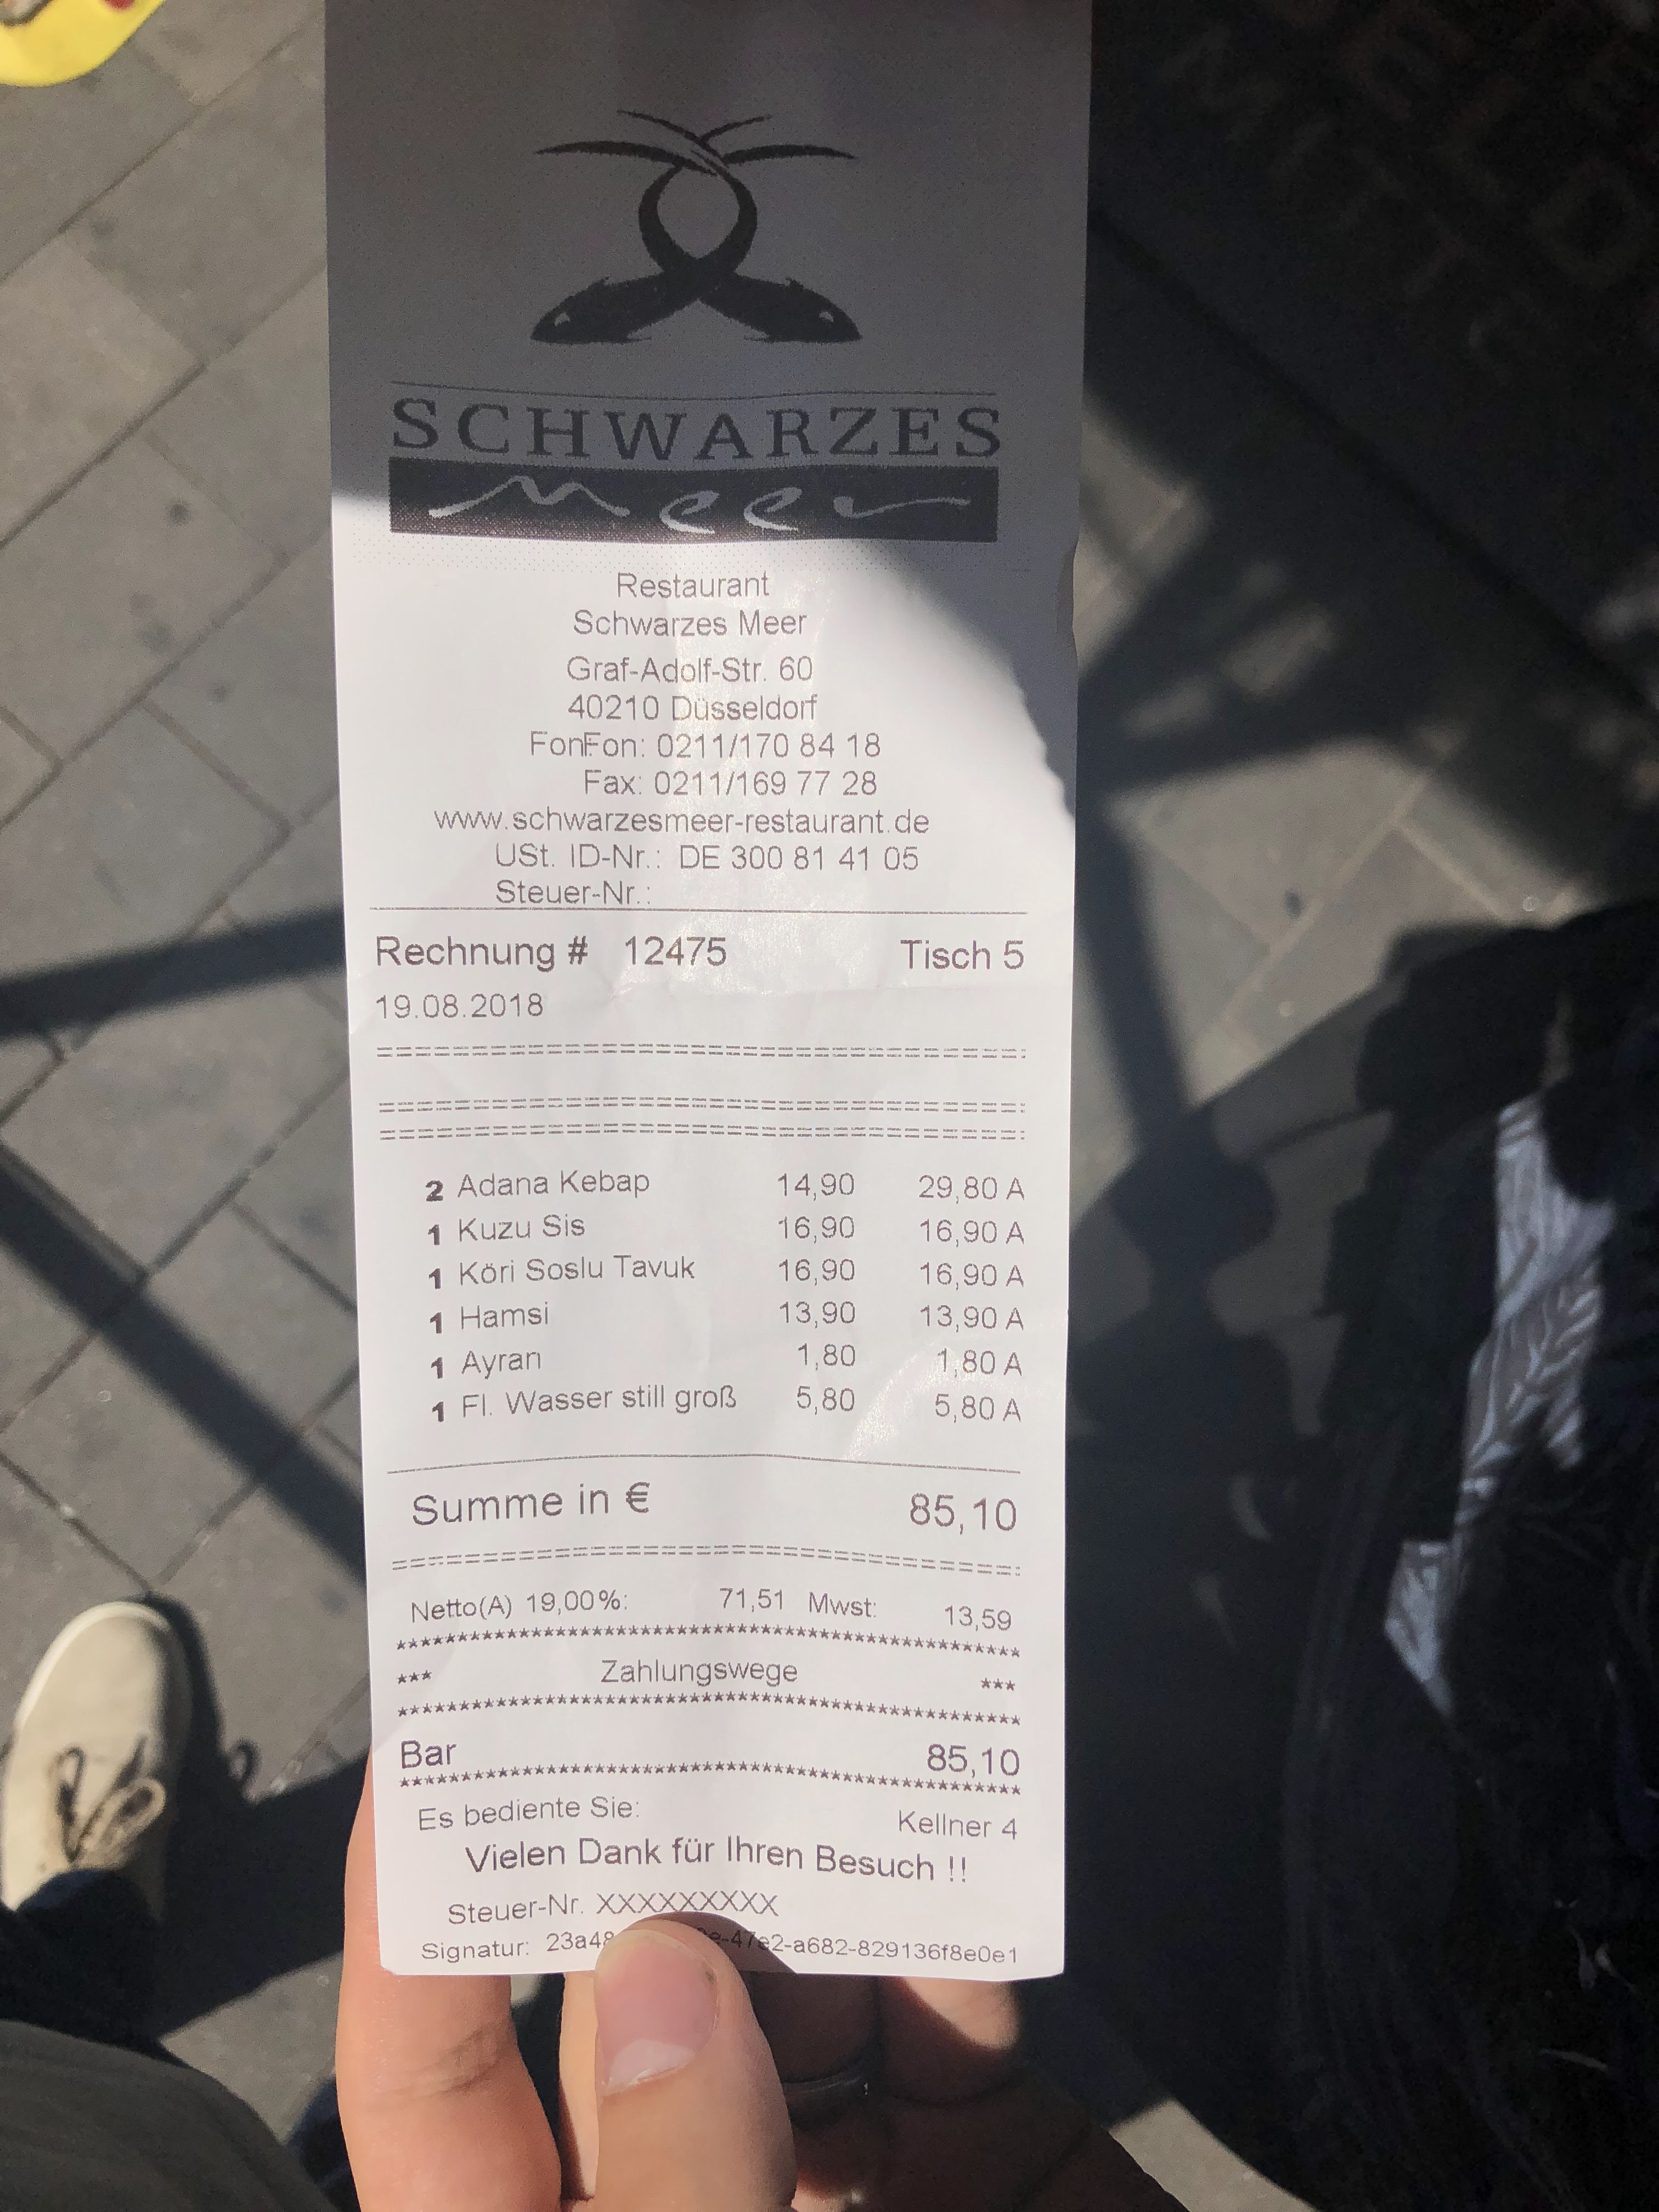 SCHWARZES
Meer
Restaurant
Schwarzes Meer
Graf-Adolf-Str. 60
40210 Düsseldorf
FonFon: 0211/170 84 18
Fax: 0211/169 77 28
www.schwarzesmeer-restaurant.de
USt. ID-Nr.: DE 300 81 41 05
Steuer-Nr.:
Rechnung # 12475 Tisch 5
19.08.2018
2 Adana Kebap 14,90 29,80 A
1 Kuzu Sis 16,90 16,90 A
1 Köri Soslu Tavuk 16,90 16,90 A
1 Hamsi 13,90 13,90 A
1 Ayran 1,80 1,80 A
1 Fl. Wasser still groß 5,80 5,80 A
Summe in € 85,10
Netto(A) 19,00%: 71,51 Mwst: 13,59
*** Zahlungswege ***
Bar 85,10
Es bediente Sie: Kellner 4
Vielen Dank für Ihren Besuch !!
Steuer-Nr. XXXXXXXXX
Signatur: